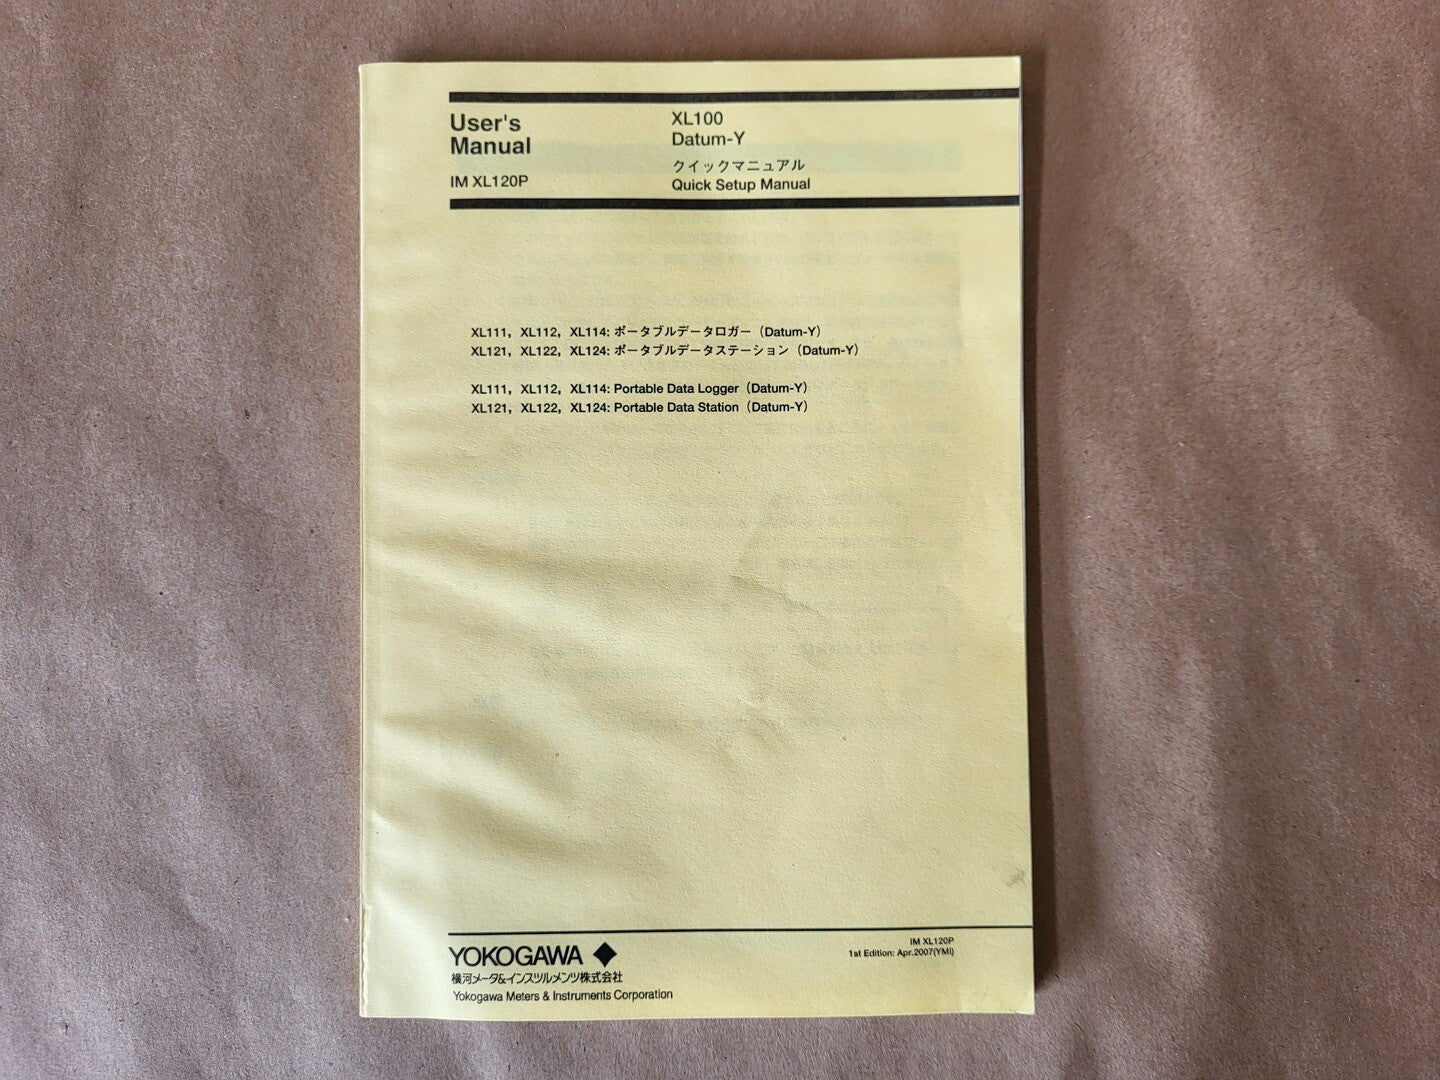 User's
Manual
IM XL120P
XL100
Datum-Y
クイックマニュアル
Quick Setup Manual
XL111, XL112, XL114: ポータブルデータロガー（Datum-Y）
XL121, XL122, XL124: ポータブルデータステーション（Datum-Y）
XL111, XL112, XL114: Portable Data Logger（Datum-Y）
XL121, XL122, XL124: Portable Data Station（Datum-Y）
YOKOGAWA
横河メータ&インスツルメンツ株式会社
Yokogawa Meters & Instruments Corporation
IM XL120P
1st Edition: Apr.2007(YMI)